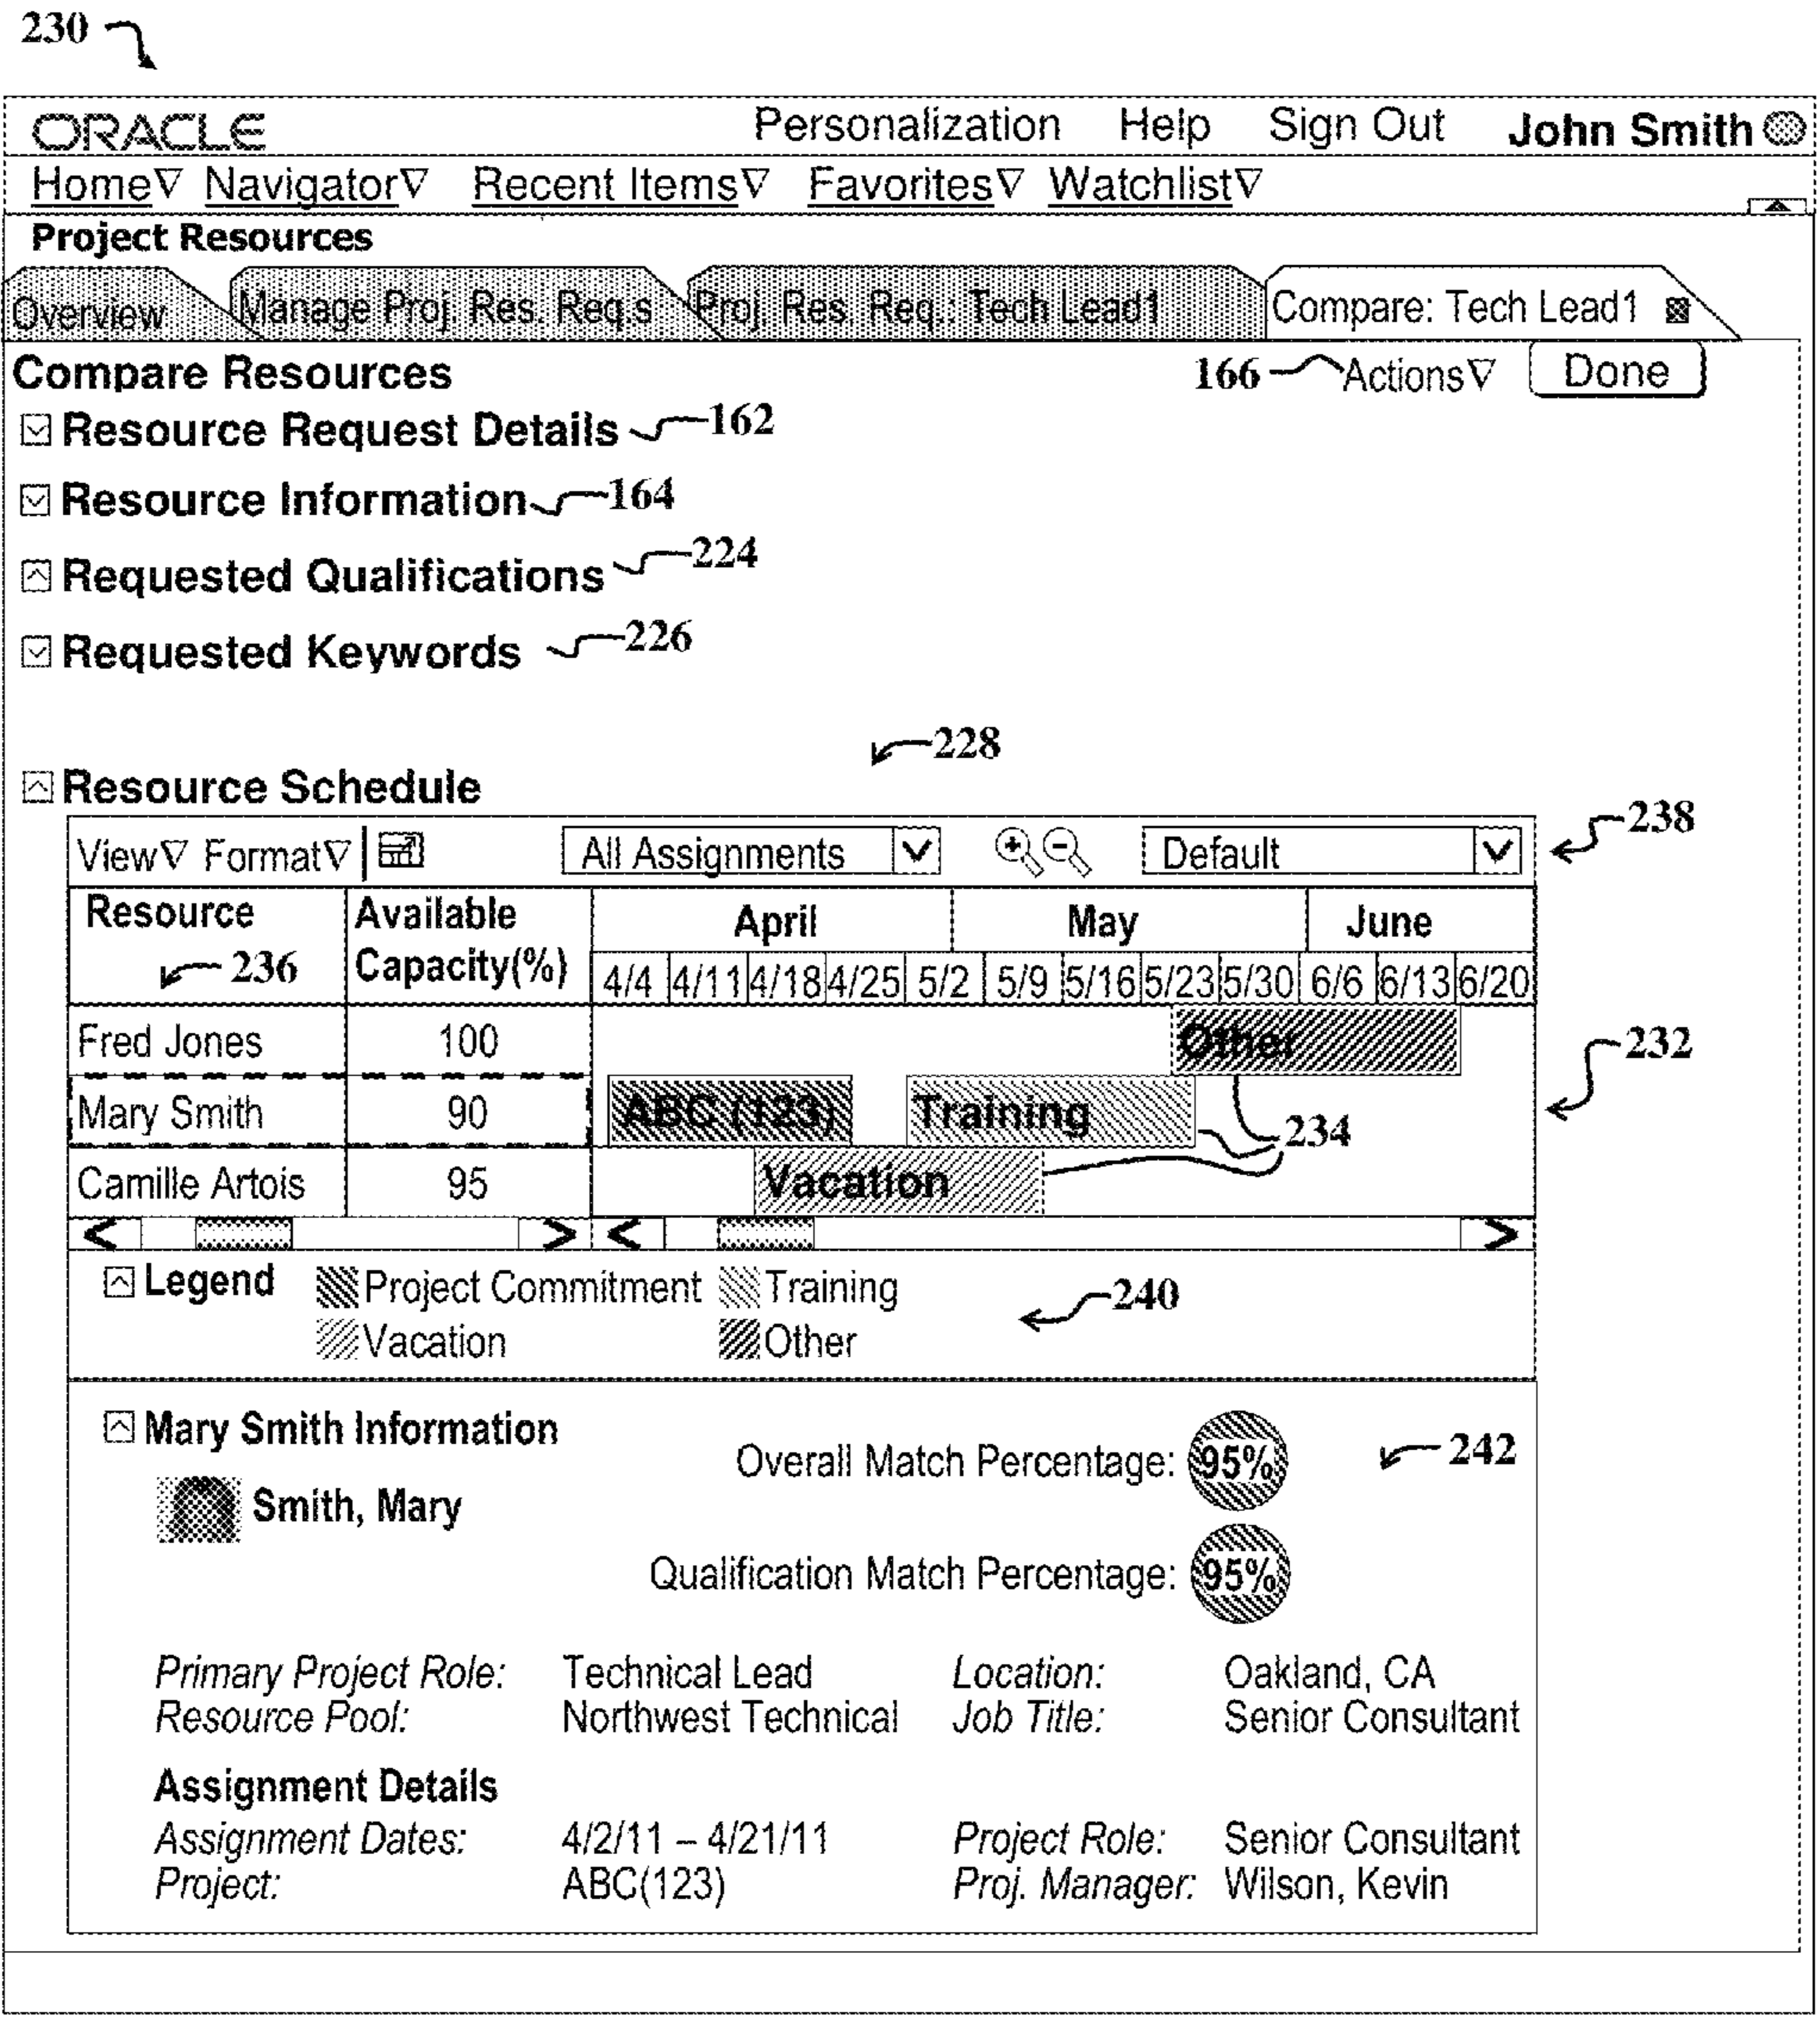 230
ORACLE Personalization Help Sign Out John Smith
Home Navigator Recent Items Favorites Watchlist
Project Resources
Overview Manage Proj. Res. Req.s Proj. Res. Req.: Tech Lead1 Compare: Tech Lead1
Compare Resources 166 Actions Done
Resource Request Details 162
Resource Information 164
Requested Qualifications 224
Requested Keywords 226
228
Resource Schedule
View Format All Assignments Default 238
Resource Available Capacity(%) April May June
236 4/4 4/11 4/18 4/25 5/2 5/9 5/16 5/23 5/30 6/6 6/13 6/20
Fred Jones 100 Other 232
Mary Smith 90 ABC (123) Training 234
Camille Artois 95 Vacation
Legend Project Commitment Training 240
Vacation Other
Mary Smith Information
Overall Match Percentage: 95% 242
Smith, Mary
Qualification Match Percentage: 95%
Primary Project Role: Technical Lead Location: Oakland, CA
Resource Pool: Northwest Technical Job Title: Senior Consultant
Assignment Details
Assignment Dates: 4/2/11 – 4/21/11 Project Role: Senior Consultant
Project: ABC(123) Proj. Manager: Wilson, Kevin